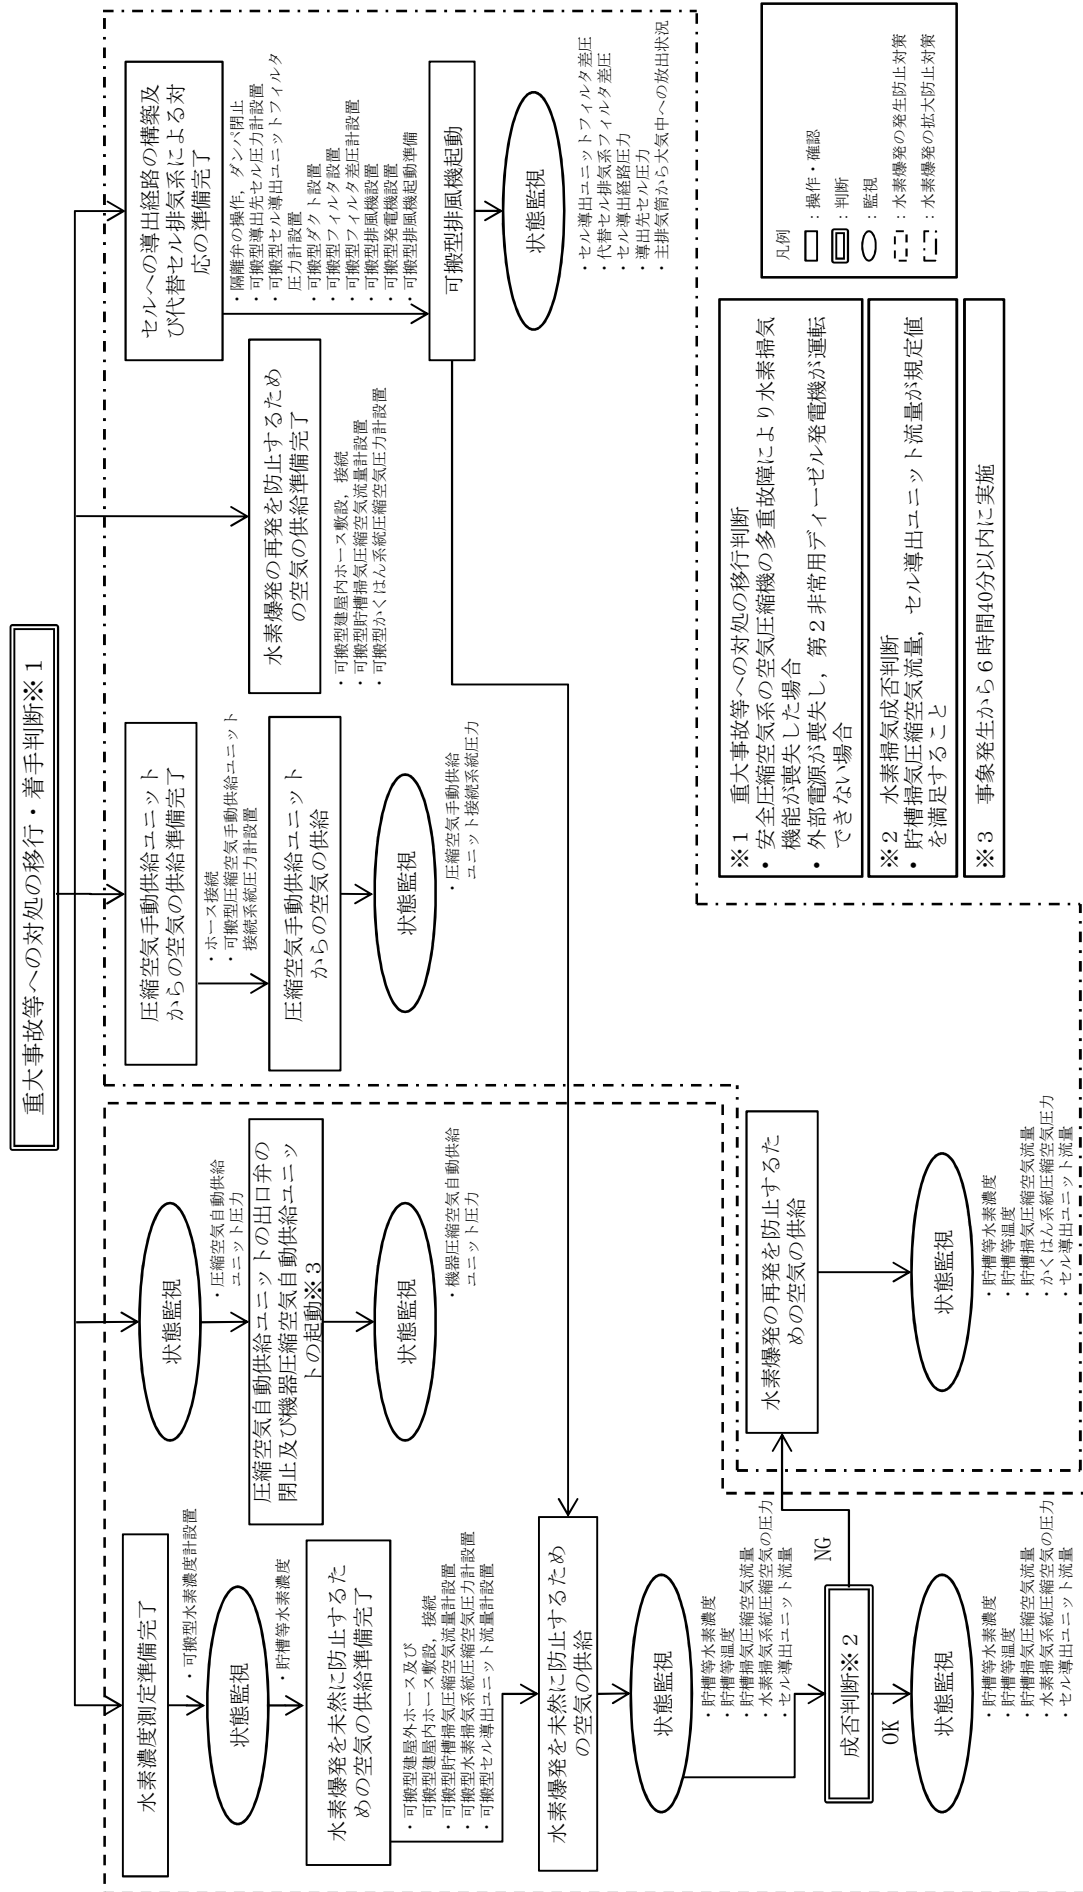 重大事故等への対処の移行・着手判断※１
水素濃度測定準備完了
・可搬型水素濃度計設置
状態監視
・貯槽等水素濃度
水素爆発を未然に防止するた
めの空気の供給準備完了
・可搬型建屋外ホース及び
可搬型建屋内ホース敷設，接続
・可搬型貯槽掃気圧縮空気流量計設置
・可搬型水素掃気系統圧縮空気圧力計設置
・可搬型セル導出ユニット流量計設置
水素爆発を未然に防止するため
の空気の供給
状態監視
・貯槽等水素濃度
・貯槽等温度
・貯槽掃気圧縮空気流量
・水素掃気系統圧縮空気の圧力
・セル導出ユニット流量
成否判断※２
NG
OK
状態監視
・貯槽等水素濃度
・貯槽等温度
・貯槽掃気圧縮空気流量
・水素掃気系統圧縮空気の圧力
・セル導出ユニット流量
状態監視
・圧縮空気自動供給
ユニット圧力
圧縮空気自動供給ユニットの出口弁の
閉止及び機器圧縮空気自動供給ユニッ
トの起動※３
状態監視
・機器圧縮空気自動供給
ユニット圧力
水素爆発の再発を防止するた
めの空気の供給
状態監視
・貯槽等水素濃度
・貯槽等温度
・貯槽掃気圧縮空気流量
・かくはん系統圧縮空気圧力
・セル導出ユニット流量
圧縮空気手動供給ユニット
からの空気の供給準備完了
・ホース接続
・可搬型圧縮空気手動供給ユニット
接続系統圧力計設置
圧縮空気手動供給ユニット
からの空気の供給
状態監視
・圧縮空気手動供給
ユニット接続系統圧力
水素爆発の再発を防止するため
の空気の供給準備完了
・可搬型建屋内ホース敷設，接続
・可搬型貯槽掃気圧縮空気流量計設置
・可搬型かくはん系統圧縮空気圧力計設置
セルへの導出経路の構築及
び代替セル排気系による対
応の準備完了
・隔離弁の操作，ダンパ閉止
・可搬型導出先セル圧力計設置
・可搬型セル導出ユニットフィルタ
圧力計設置
・可搬型ダクト設置
・可搬型フィルタ設置
・可搬型フィルタ差圧計設置
・可搬型排風機設置
・可搬型発電機設置
・可搬型排風機起動準備
可搬型排風機起動
状態監視
・セル導出ユニットフィルタ差圧
・代替セル排気系フィルタ差圧
・セル導出経路圧力
・導出先セル圧力
・主排気筒から大気中への放出状況
※１　重大事故等への対処の移行判断
・安全圧縮空気系の空気圧縮機の多重故障により水素掃気
機能が喪失した場合
・外部電源が喪失し，第２非常用ディーゼル発電機が運転
できない場合
※２　水素掃気成否判断
・貯槽掃気圧縮空気流量，セル導出ユニット流量が規定値
を満足すること
※３　事象発生から６時間40分以内に実施
凡例
：操作・確認
：判断
：監視
：水素爆発の発生防止対策
：水素爆発の拡大防止対策